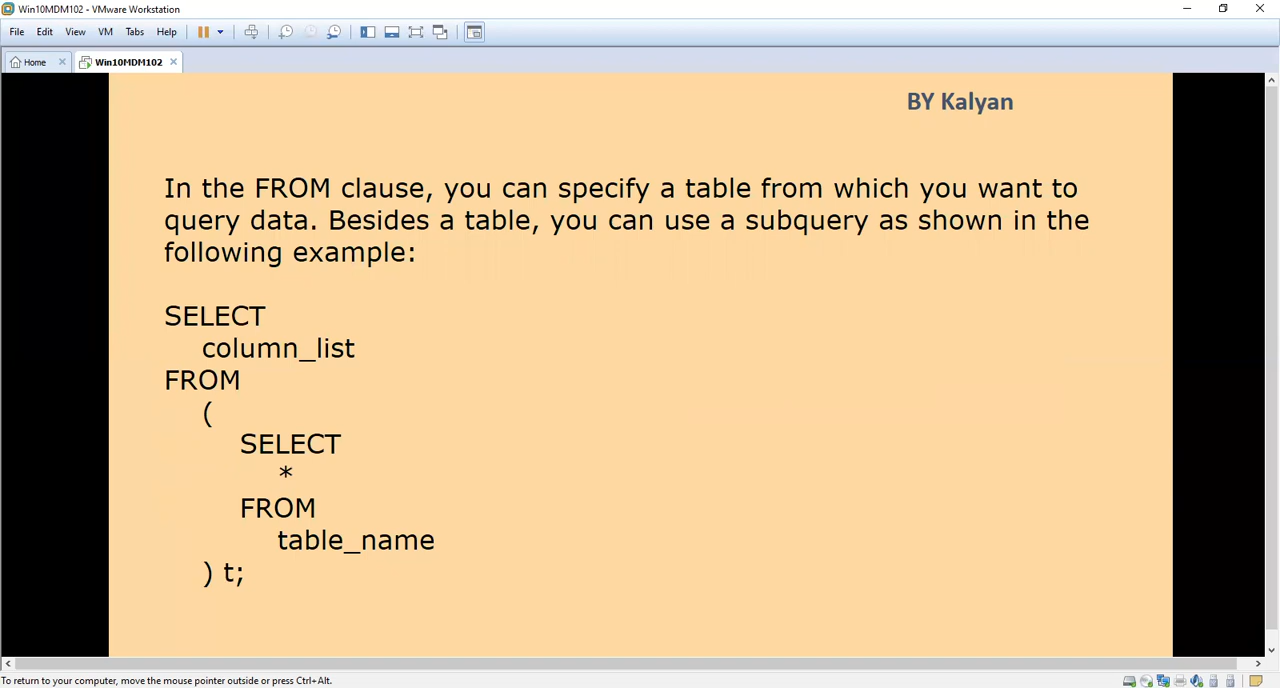 Win10MDM102 - VMware Workstation
File Edit View VM Tabs Help
Home Win10MDM102
BY Kalyan
In the FROM clause, you can specify a table from which you want to
query data. Besides a table, you can use a subquery as shown in the
following example:
SELECT
column_list
FROM
(
SELECT
*
FROM
table_name
) t;
To return to your computer, move the mouse pointer outside or press Ctrl+Alt.